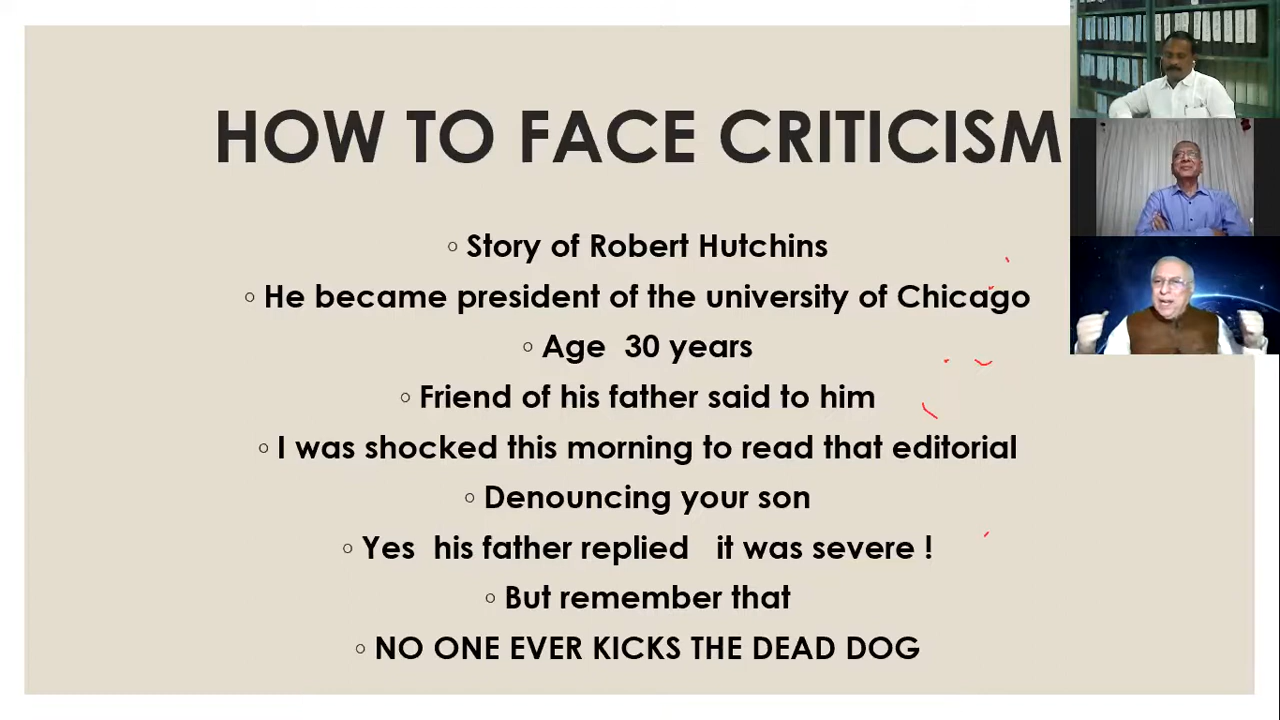 HOW TO FACE CRITICISM
◦ Story of Robert Hutchins
◦ He became president of the university of Chicago
◦ Age 30 years
◦ Friend of his father said to him
◦ I was shocked this morning to read that editorial
◦ Denouncing your son
◦ Yes his father replied it was severe !
◦ But remember that
◦ NO ONE EVER KICKS THE DEAD DOG